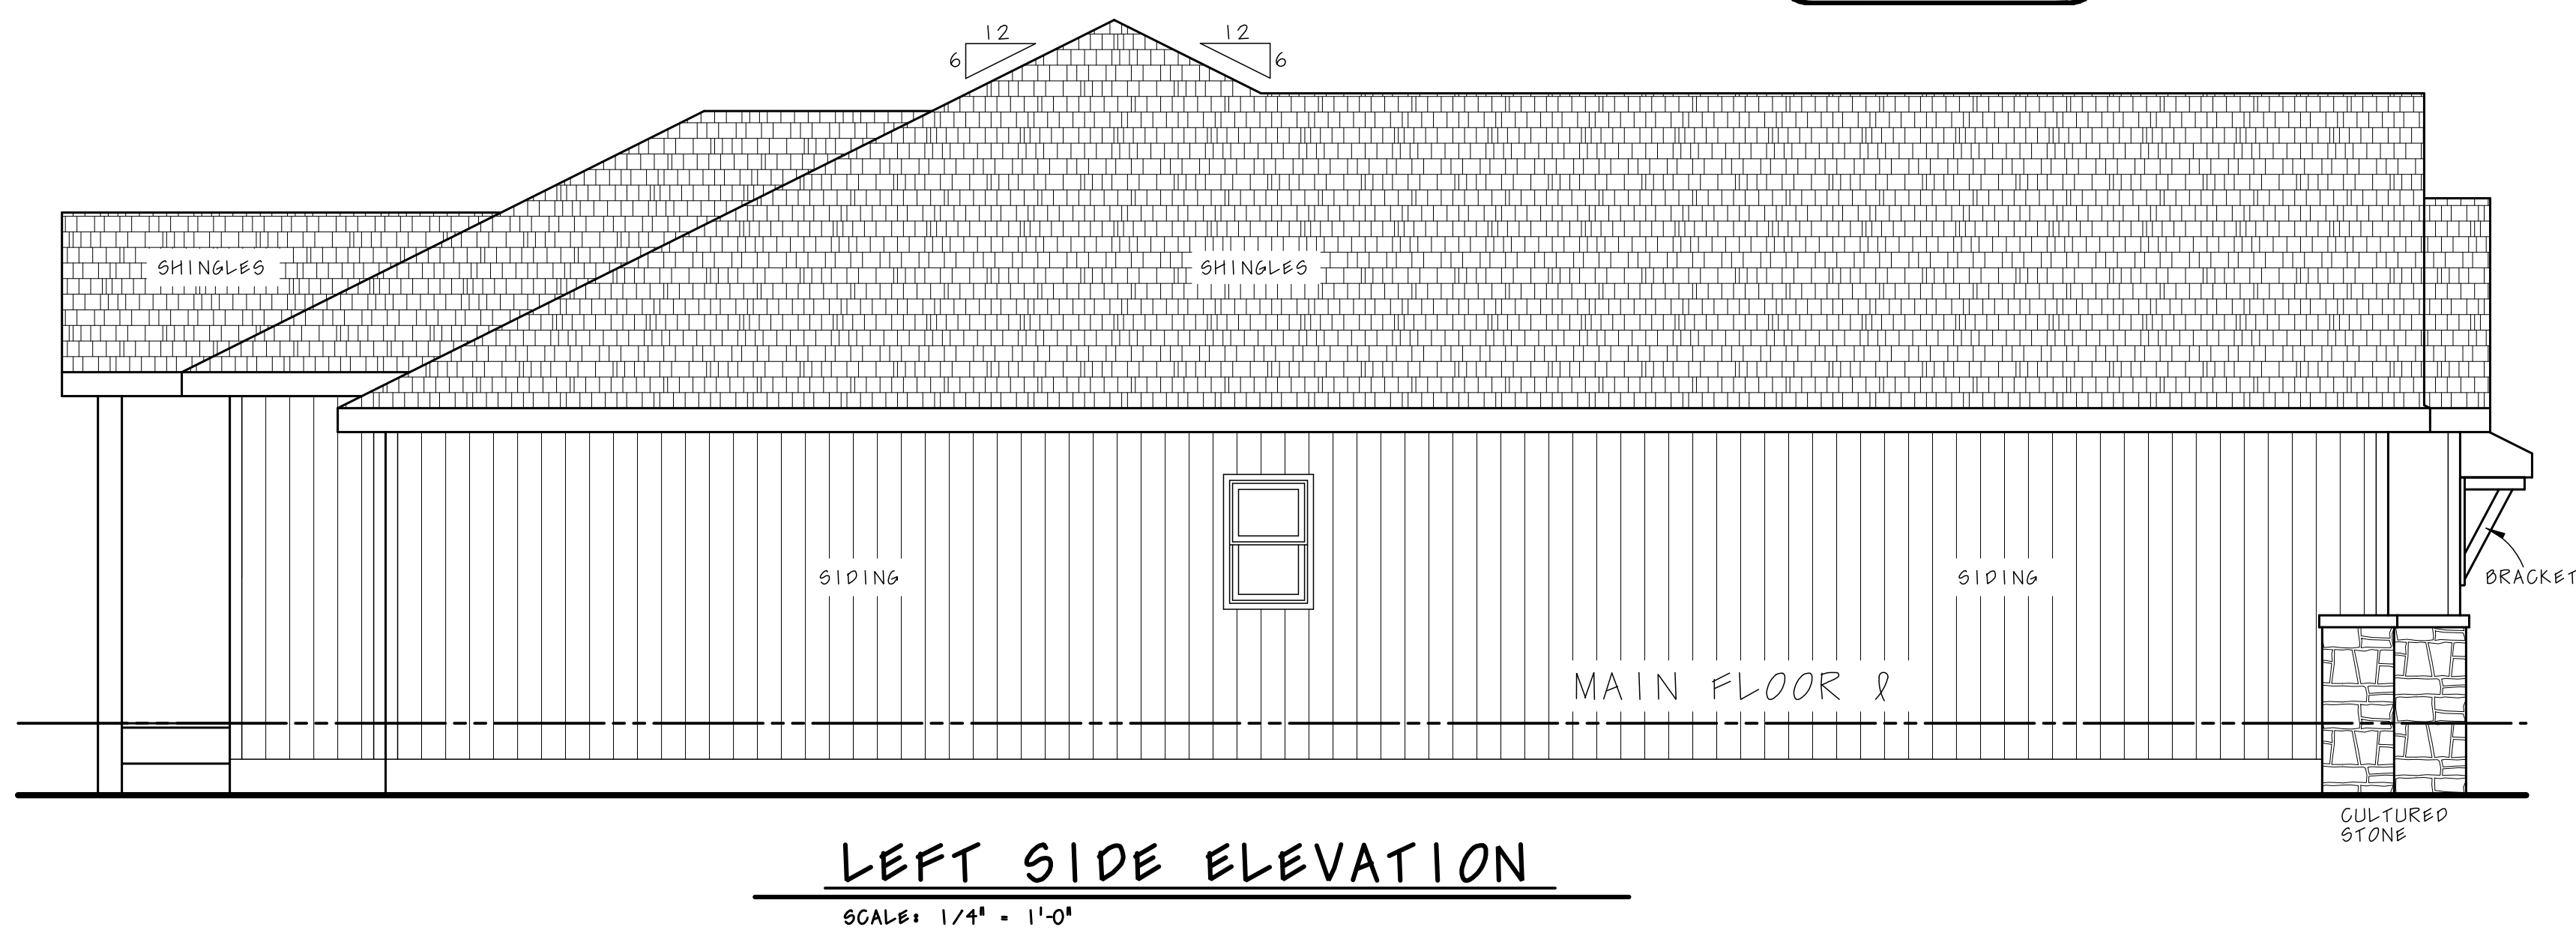 12
12
6
6
SHINGLES
SHINGLES
SIDING
SIDING
BRACKET
MAIN FLOOR
CULTURED
STONE
LEFT SIDE ELEVATION
SCALE: 1/4" = 1'-0"